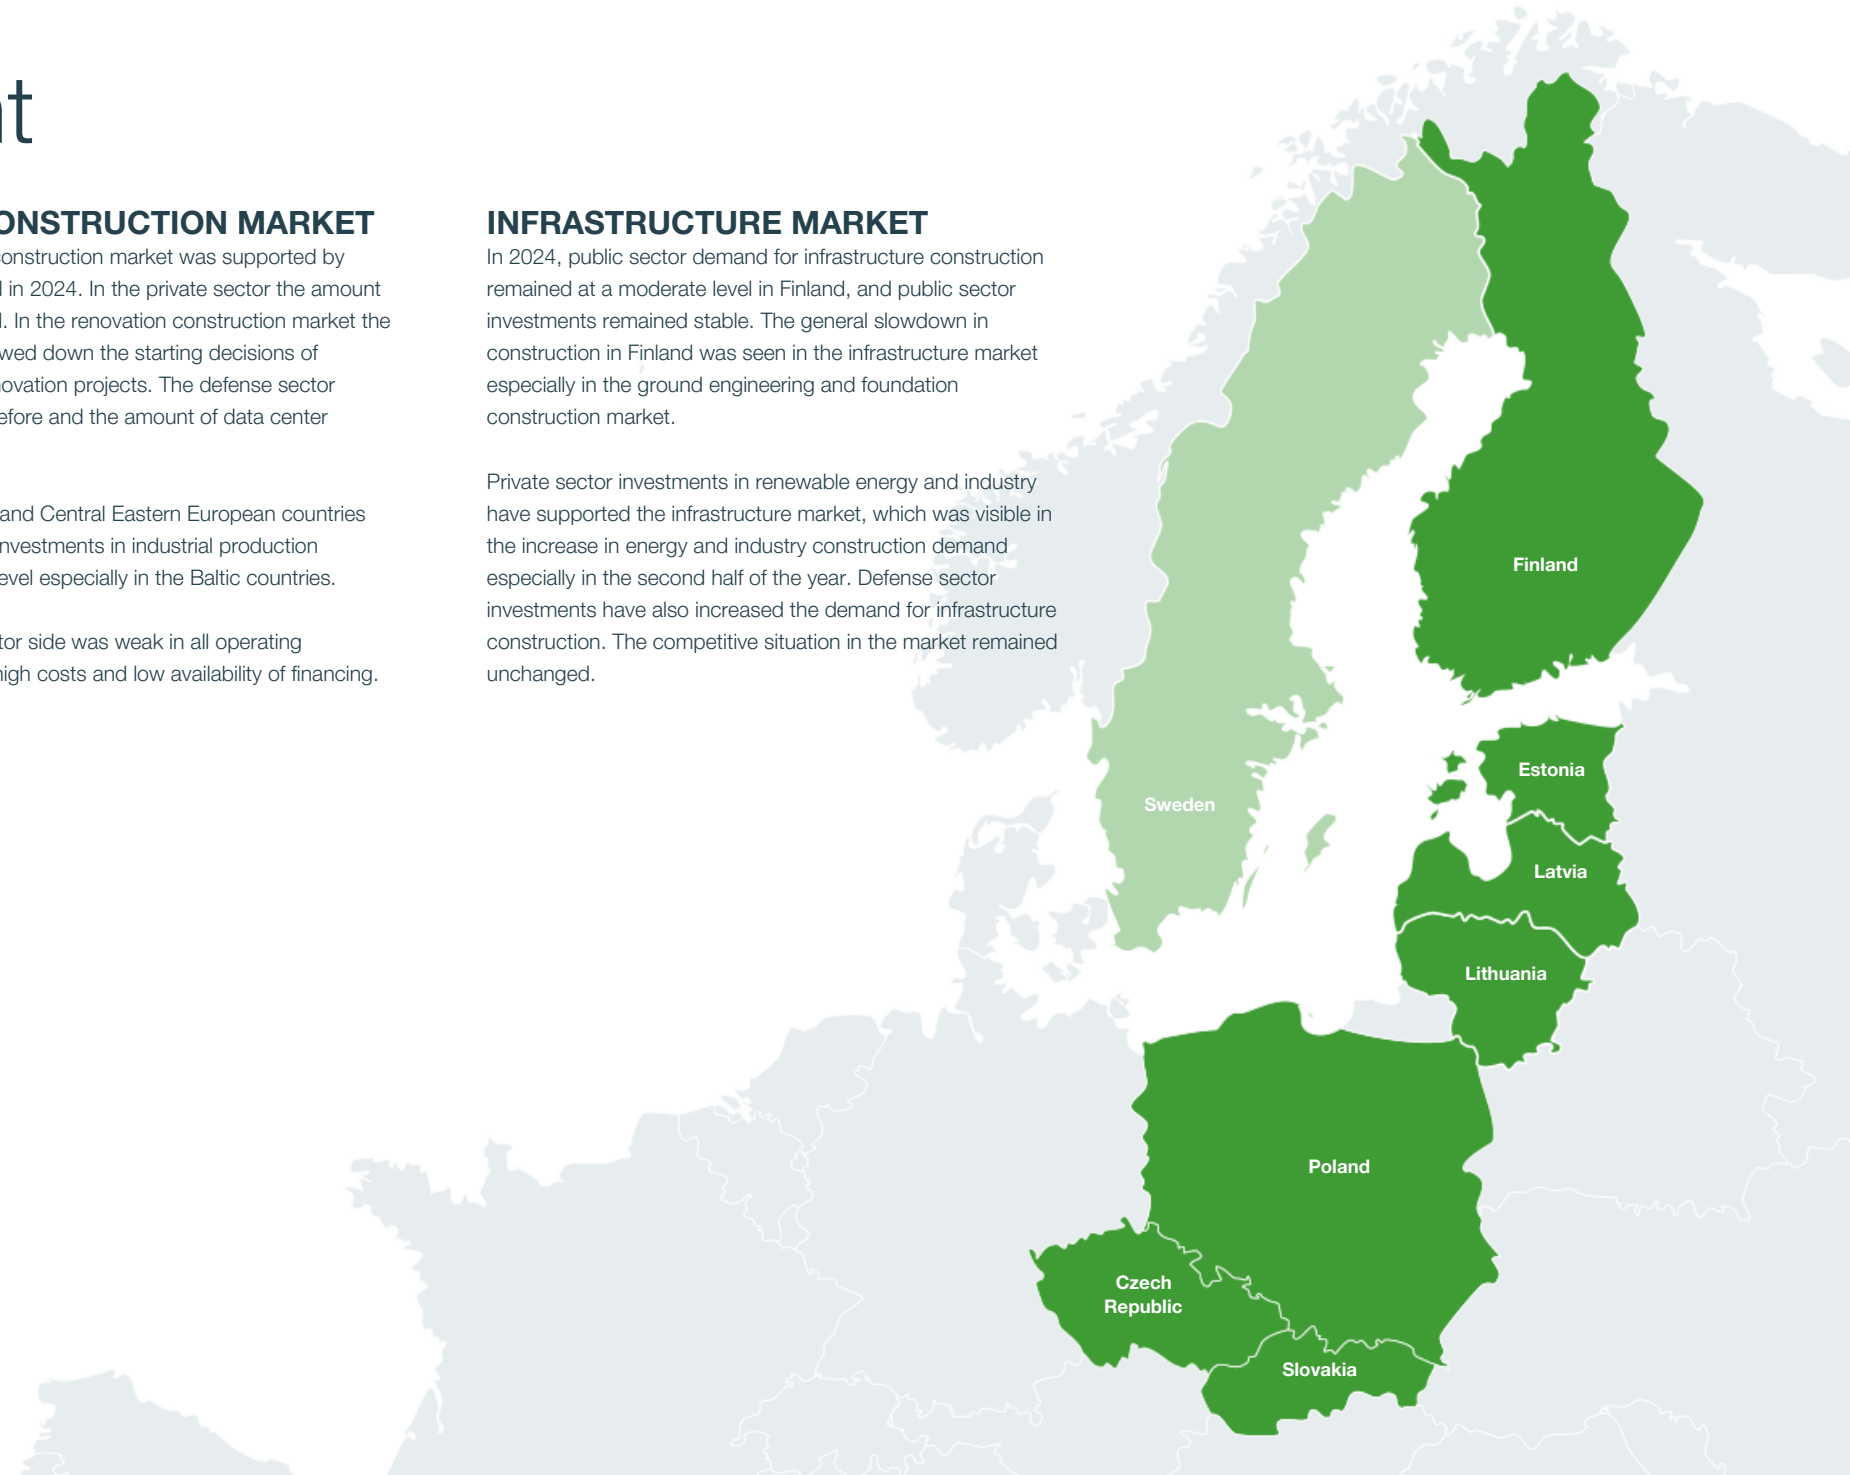 t
ONSTRUCTION MARKET
onstruction market was supported by
in 2024. In the private sector the amount
. In the renovation construction market the
wed down the starting decisions of
novation projects. The defense sector
efore and the amount of data center
and Central Eastern European countries
nvestments in industrial production
evel especially in the Baltic countries.
tor side was weak in all operating
high costs and low availability of financing.
INFRASTRUCTURE MARKET
In 2024, public sector demand for infrastructure construction
remained at a moderate level in Finland, and public sector
investments remained stable. The general slowdown in
construction in Finland was seen in the infrastructure market
especially in the ground engineering and foundation
construction market.
Private sector investments in renewable energy and industry
have supported the infrastructure market, which was visible in
the increase in energy and industry construction demand
especially in the second half of the year. Defense sector
investments have also increased the demand for infrastructure
construction. The competitive situation in the market remained
unchanged.
Finland
Estonia
Sweden
Latvia
Lithuania
Poland
Czech
Republic
Slovakia